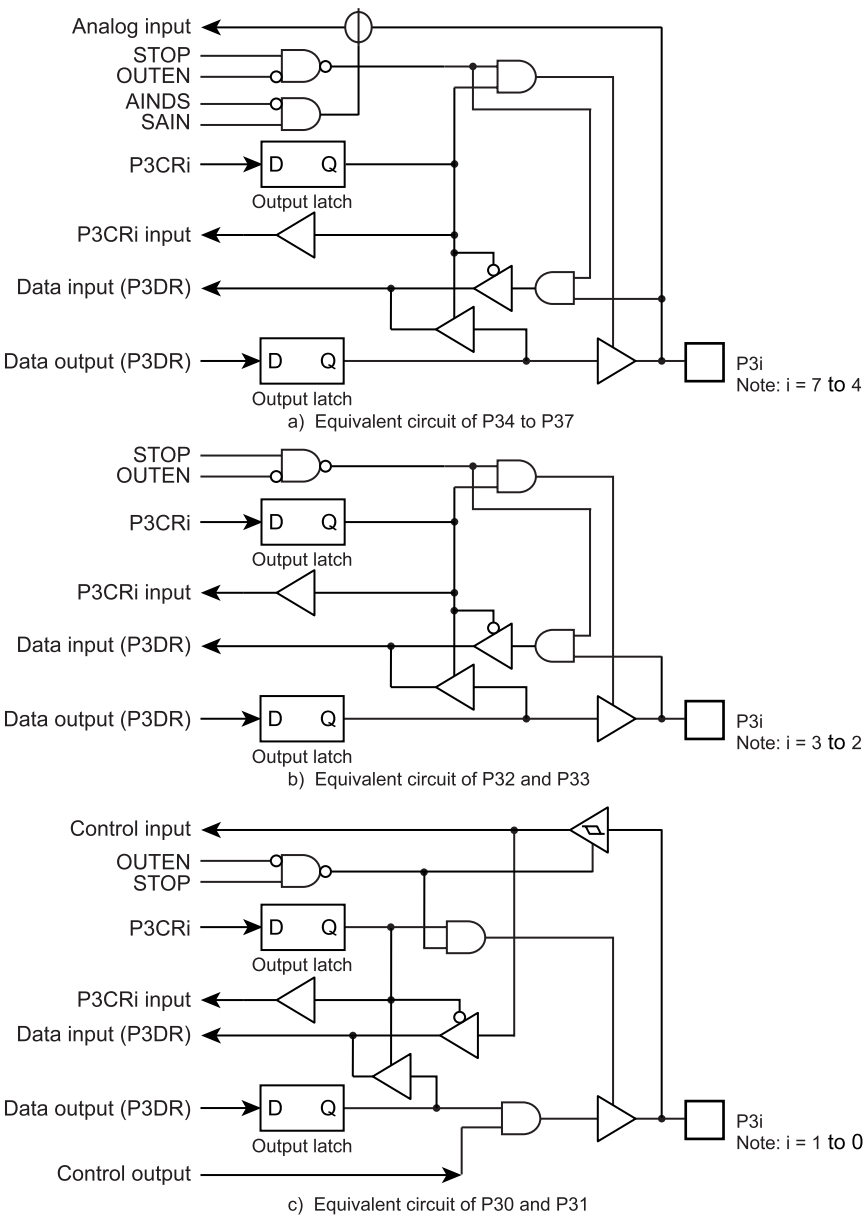 Analog input
STOP
OUTEN
AINDS
SAIN
P3CRi
D Q
Output latch
P3CRi input
Data input (P3DR)
Data output (P3DR)
D Q
Output latch
P3i
Note: i = 7 to 4
a) Equivalent circuit of P34 to P37
STOP
OUTEN
P3CRi
D Q
Output latch
P3CRi input
Data input (P3DR)
Data output (P3DR)
D Q
Output latch
P3i
Note: i = 3 to 2
b) Equivalent circuit of P32 and P33
Control input
OUTEN
STOP
P3CRi
D Q
Output latch
P3CRi input
Data input (P3DR)
Data output (P3DR)
D Q
Output latch
P3i
Note: i = 1 to 0
Control output
c) Equivalent circuit of P30 and P31